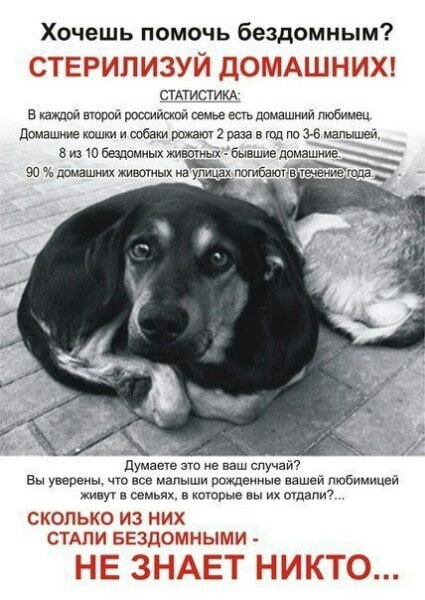 Хочешь помочь бездомным?
СТЕРИЛИЗУЙ ДОМАШНИХ!
СТАТИСТИКА:
В каждой второй российской семье есть домашний любимец.
Домашние кошки и собаки рожают 2 раза в год по 3-6 малышей,
8 из 10 бездомных животных - бывшие домашние.
90 % домашних животных на улицах погибают в течение года.
Думаете это не ваш случай?
Вы уверены, что все малыши рожденные вашей любимицей
живут в семьях, в которые вы их отдали?...
СКОЛЬКО ИЗ НИХ
СТАЛИ БЕЗДОМНЫМИ -
НЕ ЗНАЕТ НИКТО...